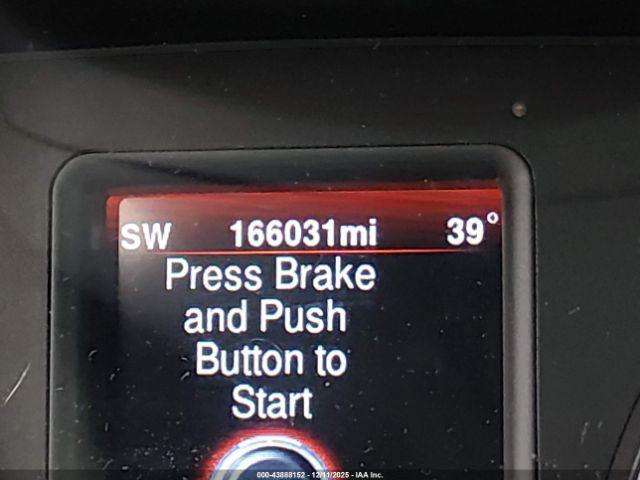 SW 166031mi 39°
Press Brake
and Push
Button to
Start
000-43888152 - 12/11/2025 - IAA Inc.